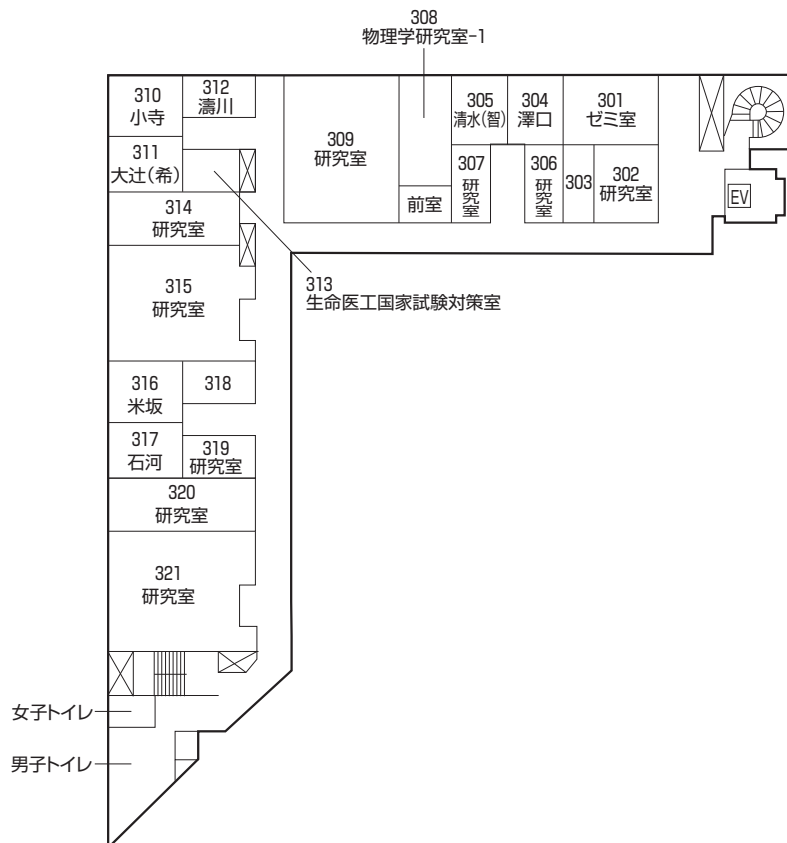 308
物理学研究室-1
310
小寺
312
濤川
309
研究室
305
清水(智)
304
澤口
301
ゼミ室
311
大辻(希)
307
研究室
306
研究室
303
302
研究室
前室
EV
314
研究室
313
生命医工国家試験対策室
315
研究室
316
米坂
318
317
石河
319
研究室
320
研究室
321
研究室
女子トイレ
男子トイレ